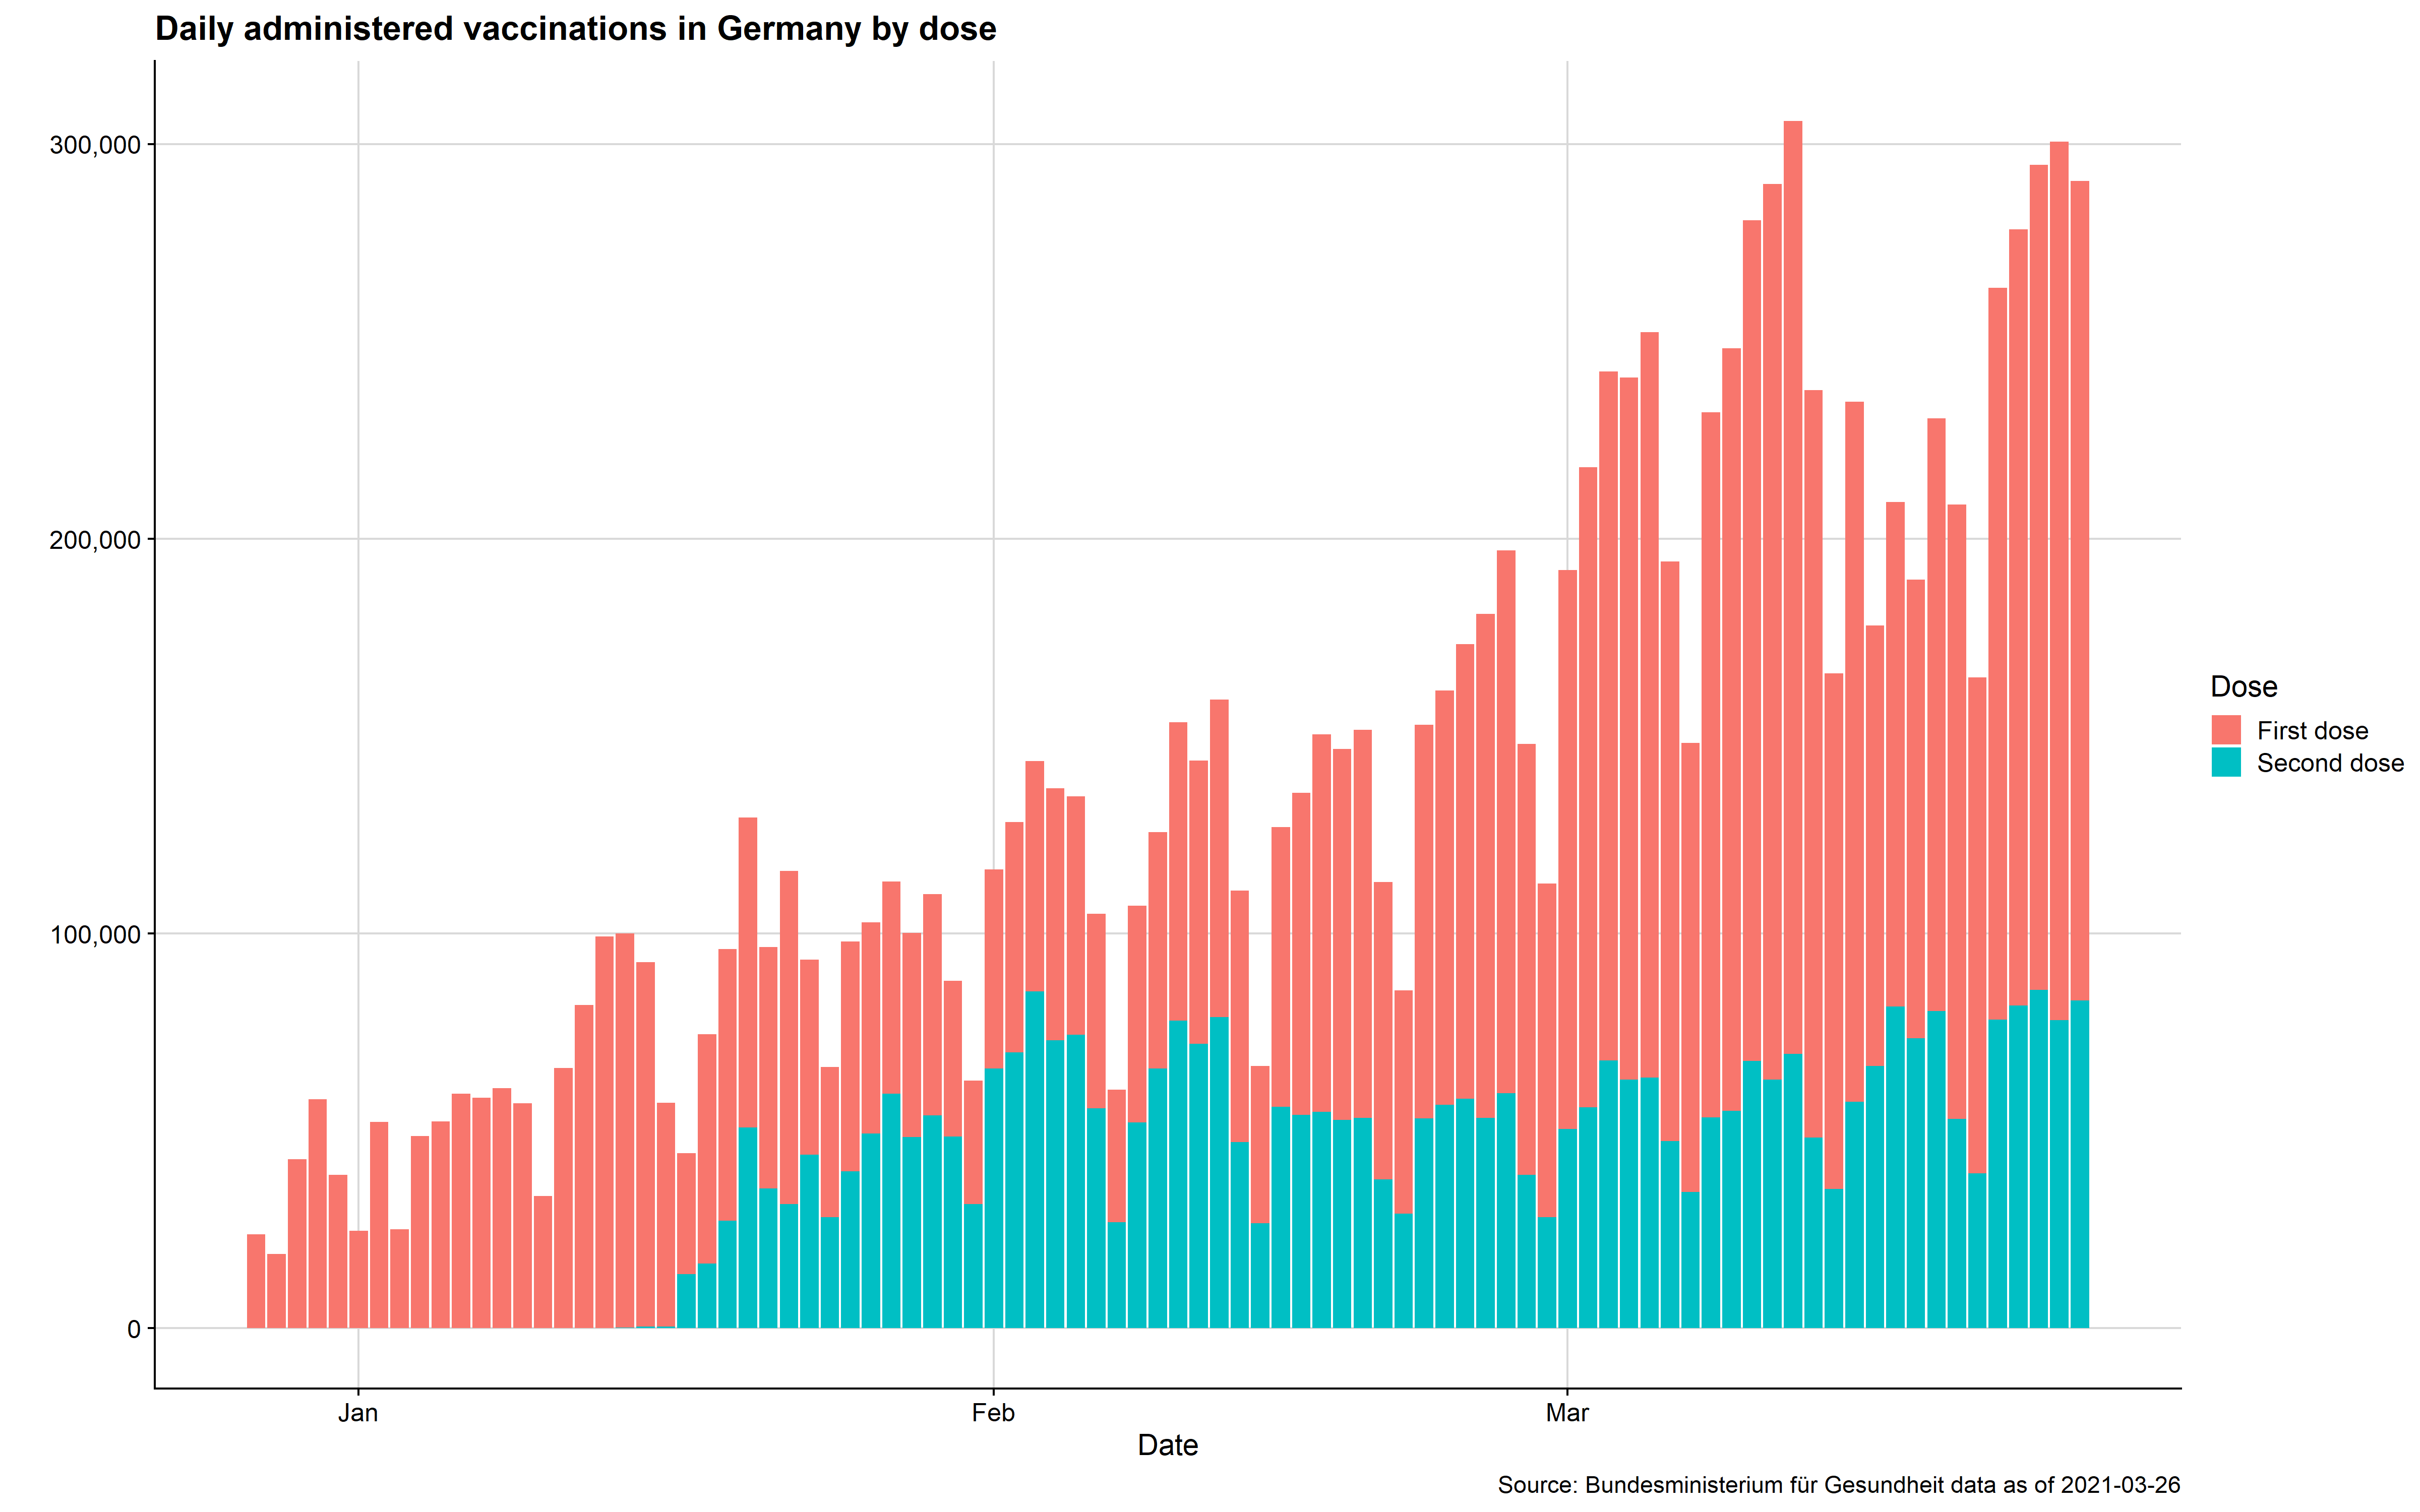 Daily administered vaccinations in Germany by dose
300,000
200,000
100,000
0
Jan
Feb
Mar
Date
Dose
First dose
Second dose
Source: Bundesministerium für Gesundheit data as of 2021-03-26